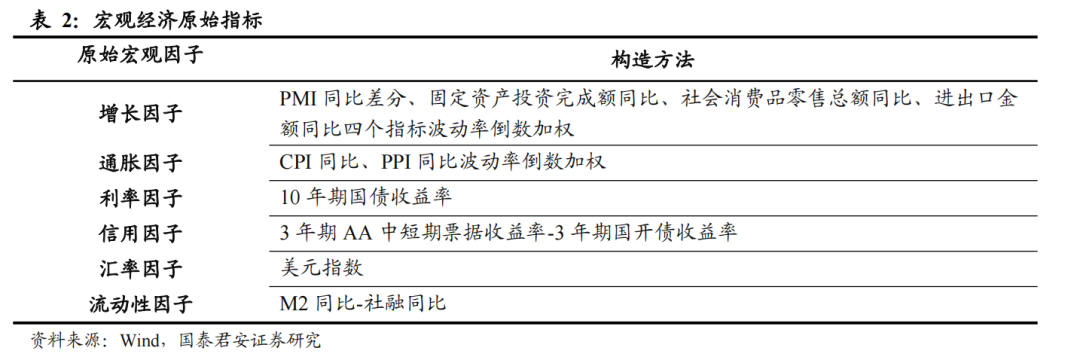 表 2：宏观经济原始指标
原始宏观因子 构造方法
增长因子 PMI 同比差分、固定资产投资完成额同比、社会消费品零售总额同比、进出口金
额同比四个指标波动率倒数加权
通胀因子 CPI 同比、PPI 同比波动率倒数加权
利率因子 10 年期国债收益率
信用因子 3 年期 AA 中短期票据收益率-3 年期国开债收益率
汇率因子 美元指数
流动性因子 M2 同比-社融同比
资料来源：Wind，国泰君安证券研究